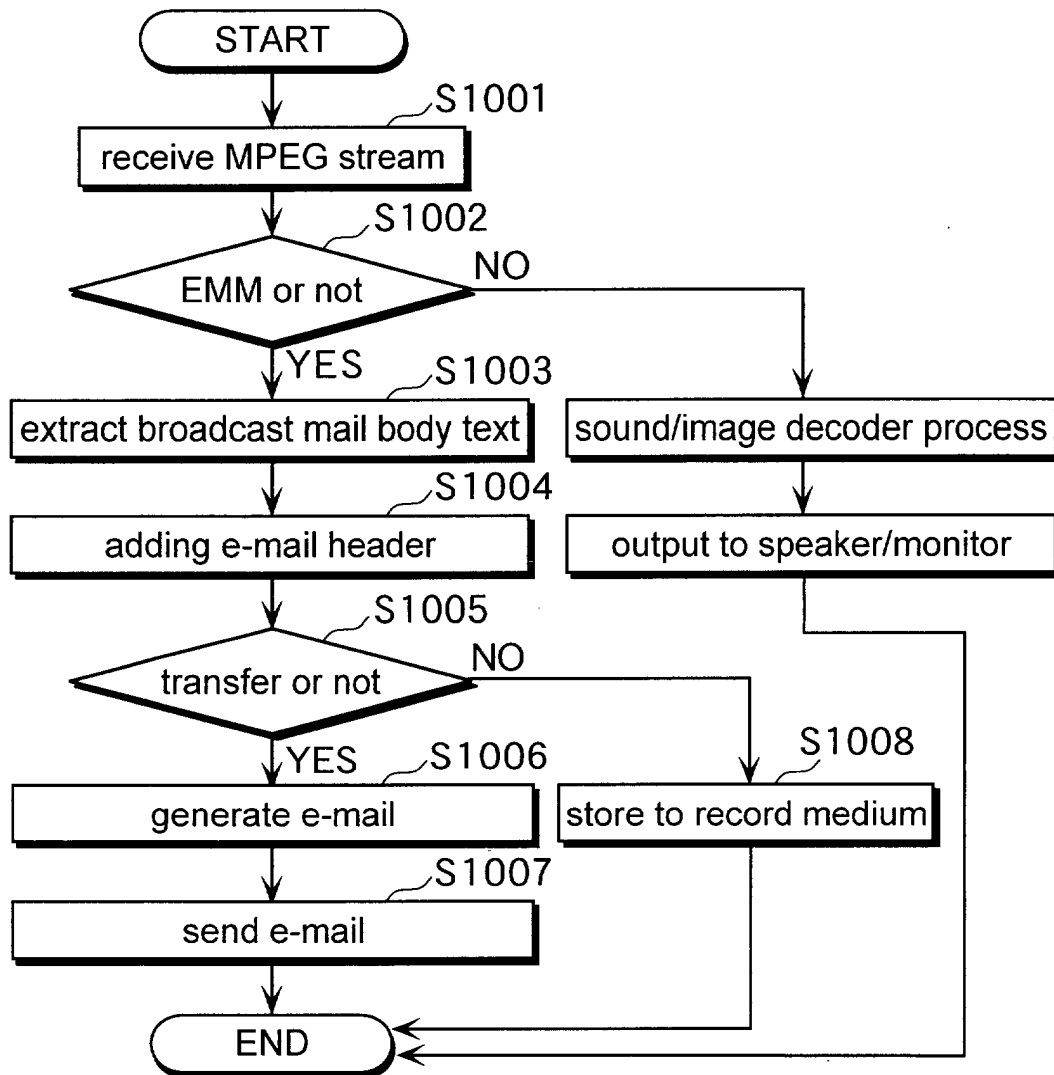 START
S1001
receive MPEG stream
S1002
EMM or not
NO
YES
S1003
extract broadcast mail body text
sound/image decoder process
S1004
adding e-mail header
output to speaker/monitor
S1005
transfer or not
NO
YES
S1006
generate e-mail
S1008
store to record medium
S1007
send e-mail
END